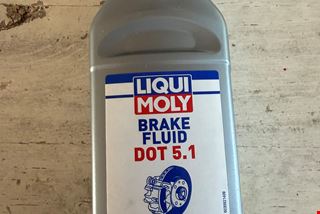 LIQUI
MOLY
BRAKE
FLUID
DOT 5.1